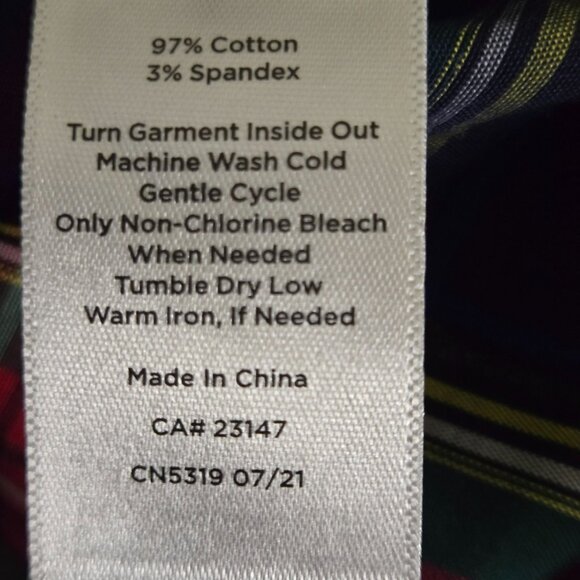 97% Cotton
3% Spandex
Turn Garment Inside Out
Machine Wash Cold
Gentle Cycle
Only Non-Chlorine Bleach
When Needed
Tumble Dry Low
Warm Iron, If Needed
Made In China
CA# 23147
CN5319 07/21